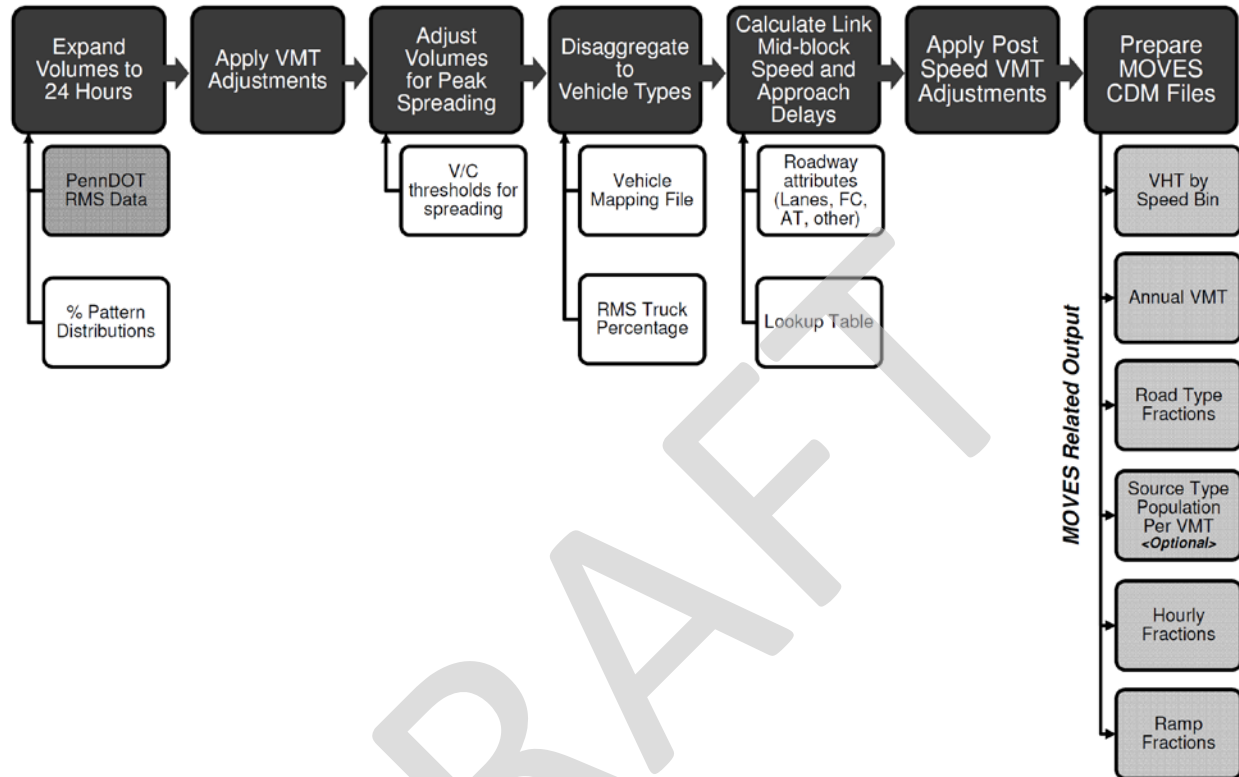 Expand
Volumes to
24 Hours
Apply VMT
Adjustments
Adjust
Volumes
for Peak
Spreading
Disaggregate
to
Vehicle Types
Calculate Link
Mid-block
Speed and
Approach
Delays
Apply Post
Speed VMT
Adjustments
Prepare
MOVES
CDM Files
PennDOT
RMS Data
% Pattern
Distributions
V/C
thresholds for
spreading
Vehicle
Mapping File
RMS Truck
Percentage
Roadway
attributes
(Lanes, FC,
AT, other)
Lookup Table
MOVES Related Output
VHT by
Speed Bin
Annual VMT
Road Type
Fractions
Source Type
Population
Per VMT
<Optional>
Hourly
Fractions
Ramp
Fractions
DRAFT